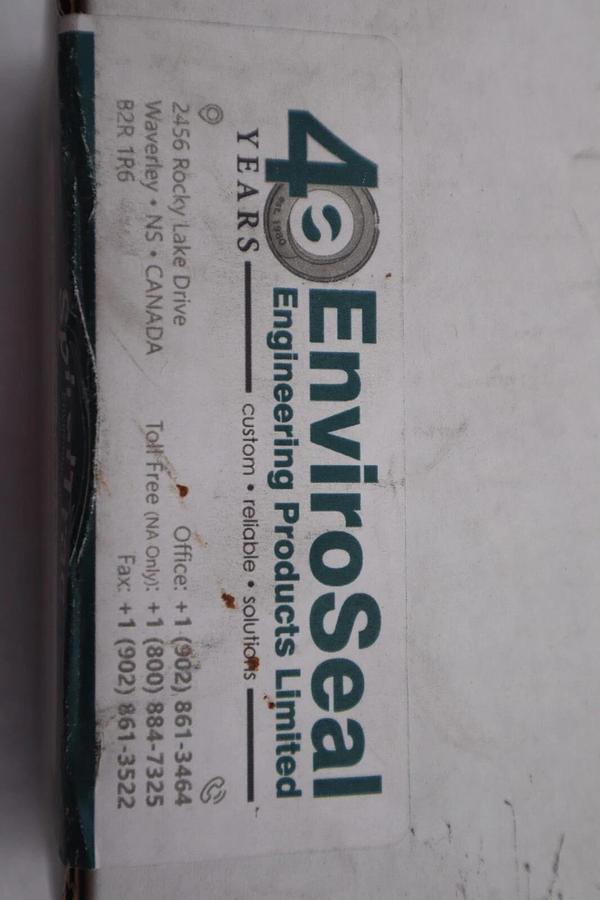 40
YEARS
EST. 1980
EnviroSeal
Engineering Products Limited
custom • reliable • solutions
2456 Rocky Lake Drive
Waverley • NS • CANADA
B2R 1R6
Office: +1 (902) 861-3464
Toll Free (NA Only): +1 (800) 884-7325
Fax: +1 (902) 861-3522